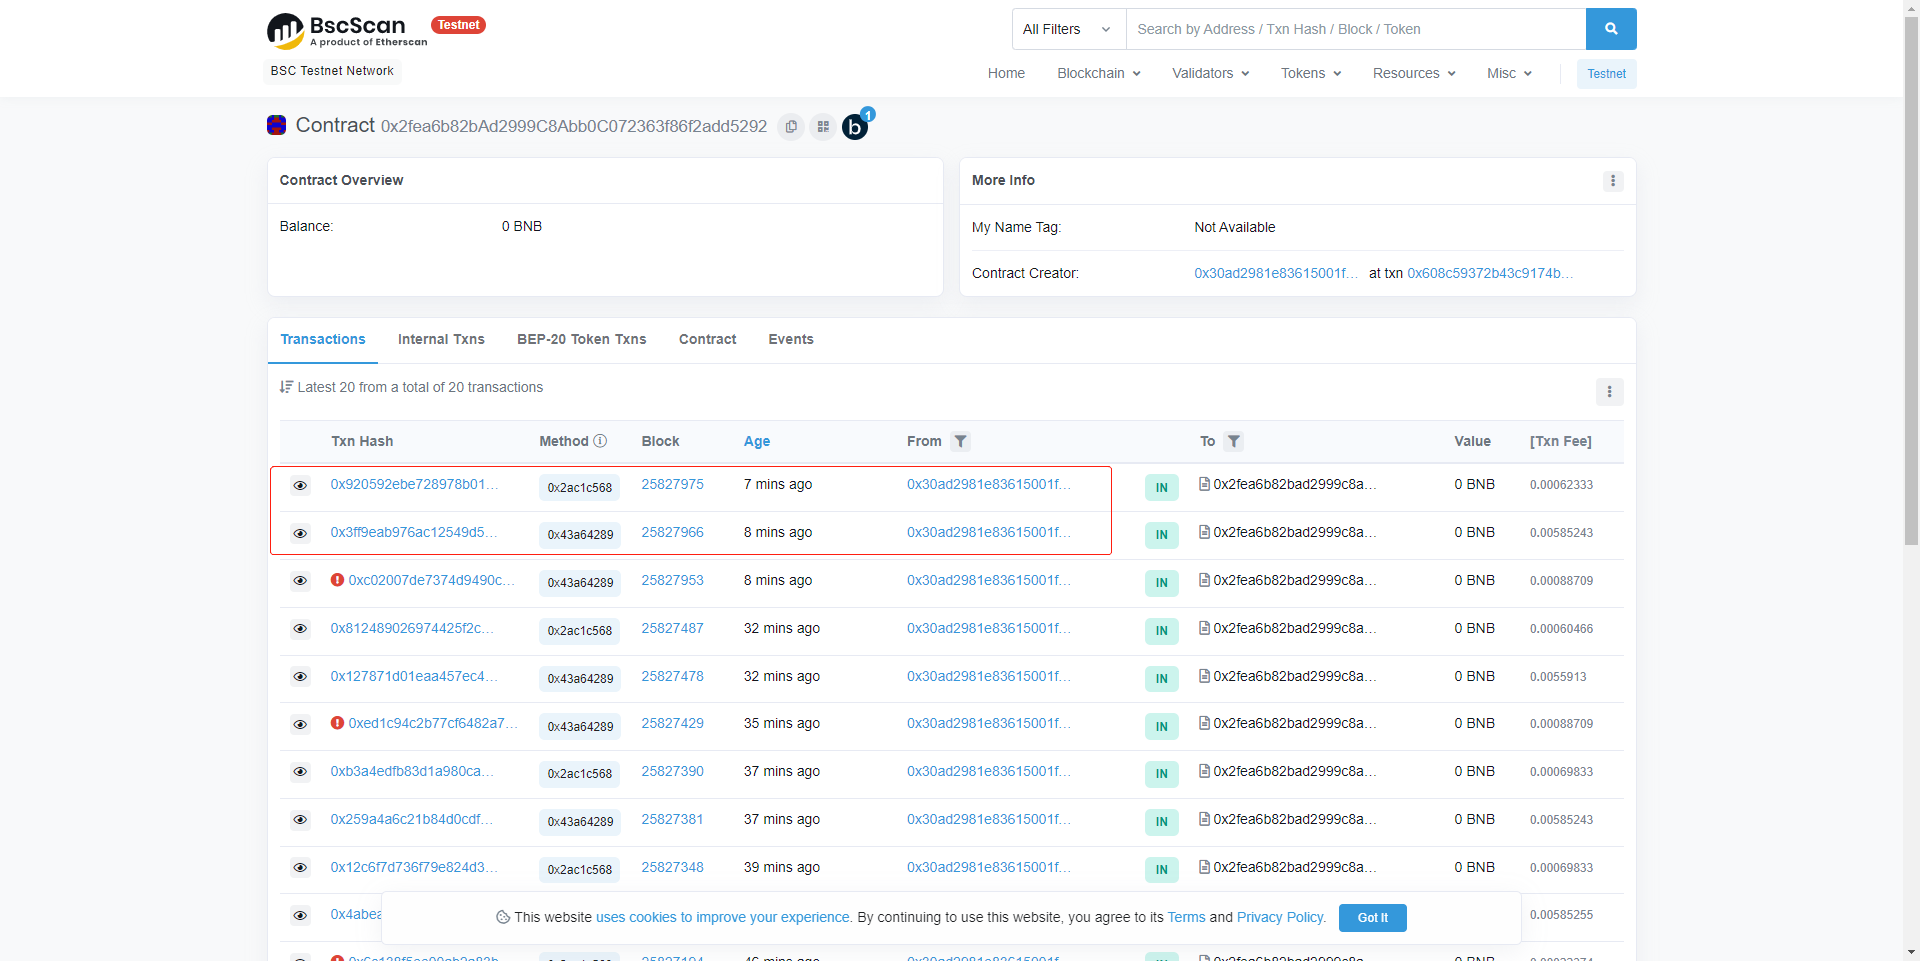 BscScan
Testnet
A product of Etherscan
BSC Testnet Network
All Filters
Search by Address / Txn Hash / Block / Token
Home Blockchain Validators Tokens Resources Misc Testnet
Contract 0x2fea6b82bAd2999C8Abb0C072363f86f2add5292
b 1
Contract Overview
Balance: 0 BNB
More Info
My Name Tag: Not Available
Contract Creator: 0x30ad2981e83615001f... at txn 0x608c59372b43c9174b...
Transactions Internal Txns BEP-20 Token Txns Contract Events
Latest 20 from a total of 20 transactions
Txn Hash Method Block Age From To Value [Txn Fee]
0x920592ebe728978b01... 0x2ac1c568 25827975 7 mins ago 0x30ad2981e83615001f... IN 0x2fea6b82bad2999c8a... 0 BNB 0.00062333
0x3ff9eab976ac12549d5... 0x43a64289 25827966 8 mins ago 0x30ad2981e83615001f... IN 0x2fea6b82bad2999c8a... 0 BNB 0.00585243
0xc02007de7374d9490c... 0x43a64289 25827953 8 mins ago 0x30ad2981e83615001f... IN 0x2fea6b82bad2999c8a... 0 BNB 0.00088709
0x812489026974425f2c... 0x2ac1c568 25827487 32 mins ago 0x30ad2981e83615001f... IN 0x2fea6b82bad2999c8a... 0 BNB 0.00060466
0x127871d01eaa457ec4... 0x43a64289 25827478 32 mins ago 0x30ad2981e83615001f... IN 0x2fea6b82bad2999c8a... 0 BNB 0.0055913
0xed1c94c2b77cf6482a7... 0x43a64289 25827429 35 mins ago 0x30ad2981e83615001f... IN 0x2fea6b82bad2999c8a... 0 BNB 0.00088709
0xb3a4edfb83d1a980ca... 0x2ac1c568 25827390 37 mins ago 0x30ad2981e83615001f... IN 0x2fea6b82bad2999c8a... 0 BNB 0.00069833
0x259a4a6c21b84d0cdf... 0x43a64289 25827381 37 mins ago 0x30ad2981e83615001f... IN 0x2fea6b82bad2999c8a... 0 BNB 0.00585243
0x12c6f7d736f79e824d3... 0x2ac1c568 25827348 39 mins ago 0x30ad2981e83615001f... IN 0x2fea6b82bad2999c8a... 0 BNB 0.00069833
0x4abea 0.00585255
This website uses cookies to improve your experience. By continuing to use this website, you agree to its Terms and Privacy Policy. Got It